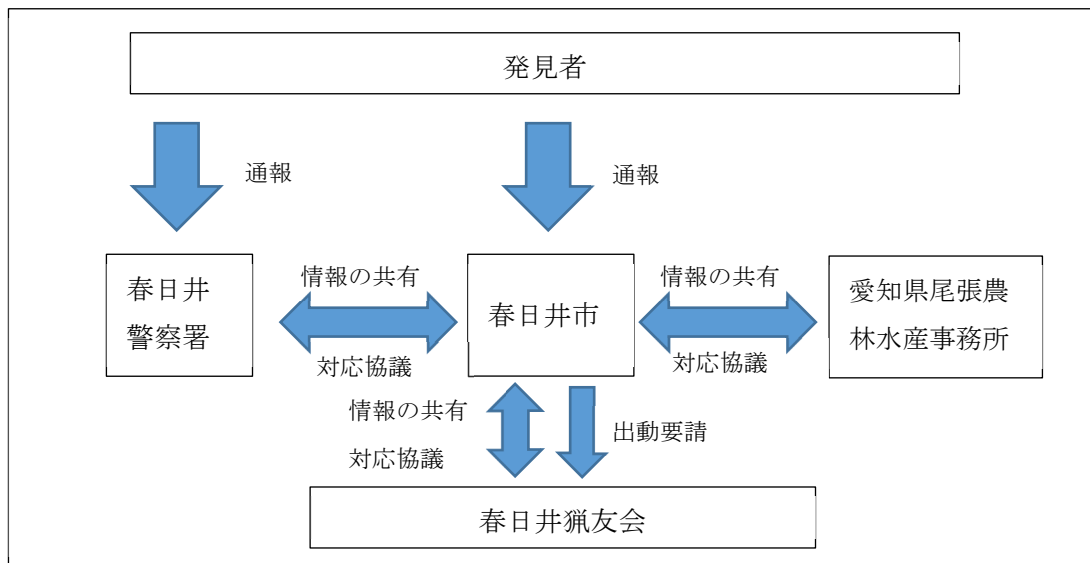 発見者
通報
通報
春日井
警察署
情報の共有
対応協議
春日井市
情報の共有
対応協議
愛知県尾張農
林水産事務所
情報の共有
対応協議
出動要請
春日井猟友会